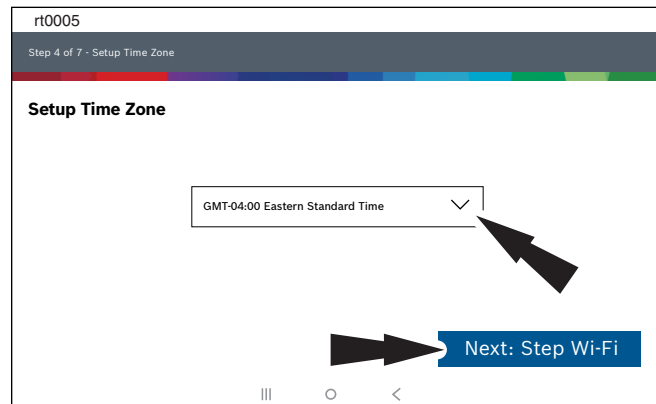 rt0005
Step 4 of 7 - Setup Time Zone
Setup Time Zone
GMT-04:00 Eastern Standard Time
Next: Step Wi-Fi